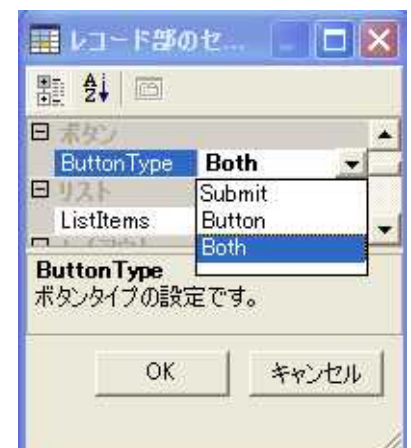 レコード部のセ...
ボタン
ButtonType Both
リスト
Submit
ListItems Button
Both
ButtonType
ボタンタイプの設定です。
OK キャンセル